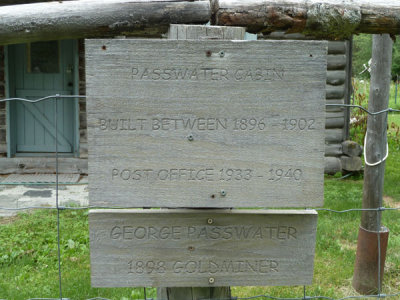 PASSWATER CABIN
BUILT BETWEEN 1896 - 1902
POST OFFICE 1933 - 1940
GEORGE PASSWATER
1898 GOLDMINER